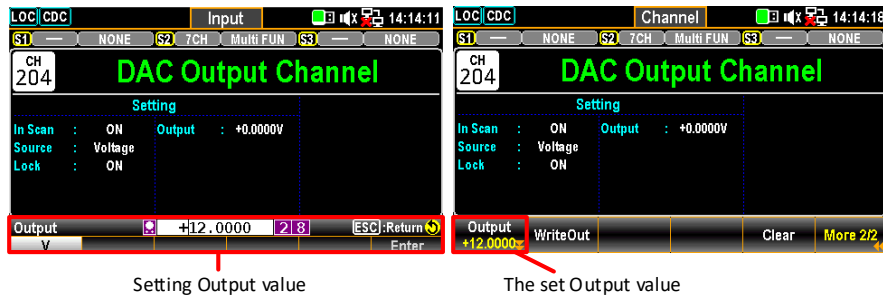 LOC CDC Input 14:14:11
S1 — NONE S2 7CH Multi FUN S3 — NONE
CH
204
DAC Output Channel
Setting
In Scan : ON Output : +0.0000V
Source : Voltage
Lock : ON
Output +12.0000 2 8 ESC:Return
V Enter
Setting Output value
LOC CDC Channel 14:14:18
S1 — NONE S2 7CH Multi FUN S3 — NONE
CH
204
DAC Output Channel
Setting
In Scan : ON Output : +0.0000V
Source : Voltage
Lock : ON
Output WriteOut Clear More 2/2
+12.0000
The set Output value